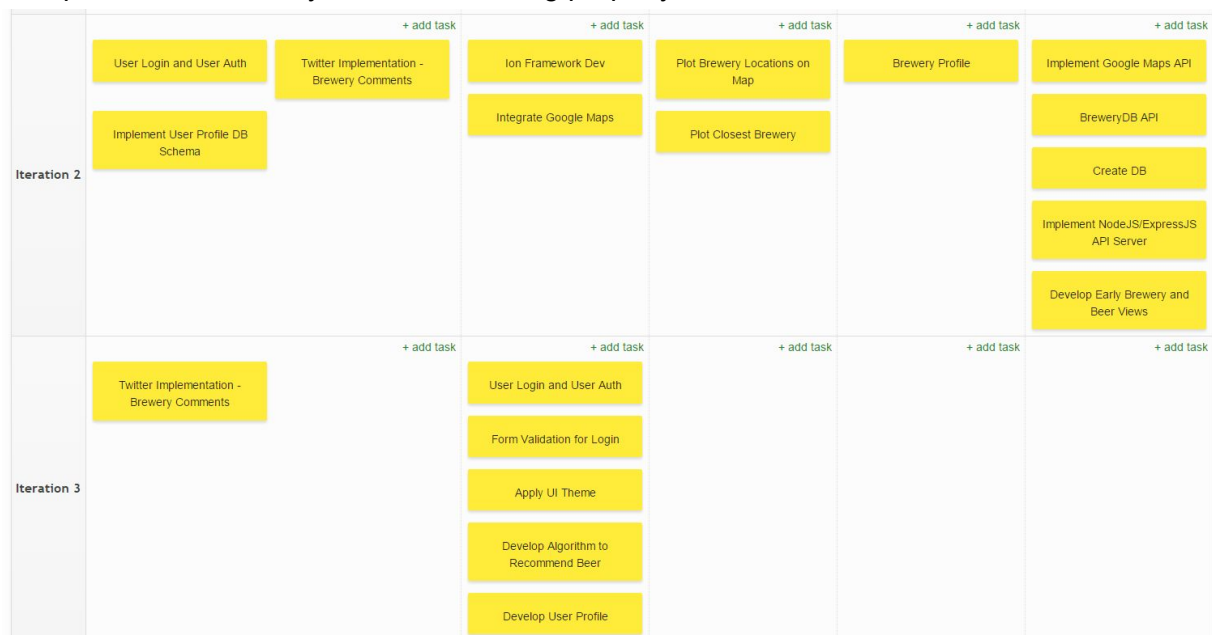 + add task
+ add task
+ add task
+ add task
+ add task
Iteration 2
User Login and User Auth
Implement User Profile DB
Schema
Twitter Implementation -
Brewery Comments
Ion Framework Dev
Integrate Google Maps
Plot Brewery Locations on
Map
Plot Closest Brewery
Brewery Profile
Implement Google Maps API
BreweryDB API
Create DB
Implement NodeJS/ExpressJS
API Server
Develop Early Brewery and
Beer Views
+ add task
+ add task
+ add task
+ add task
+ add task
Iteration 3
Twitter Implementation -
Brewery Comments
User Login and User Auth
Form Validation for Login
Apply UI Theme
Develop Algorithm to
Recommend Beer
Develop User Profile